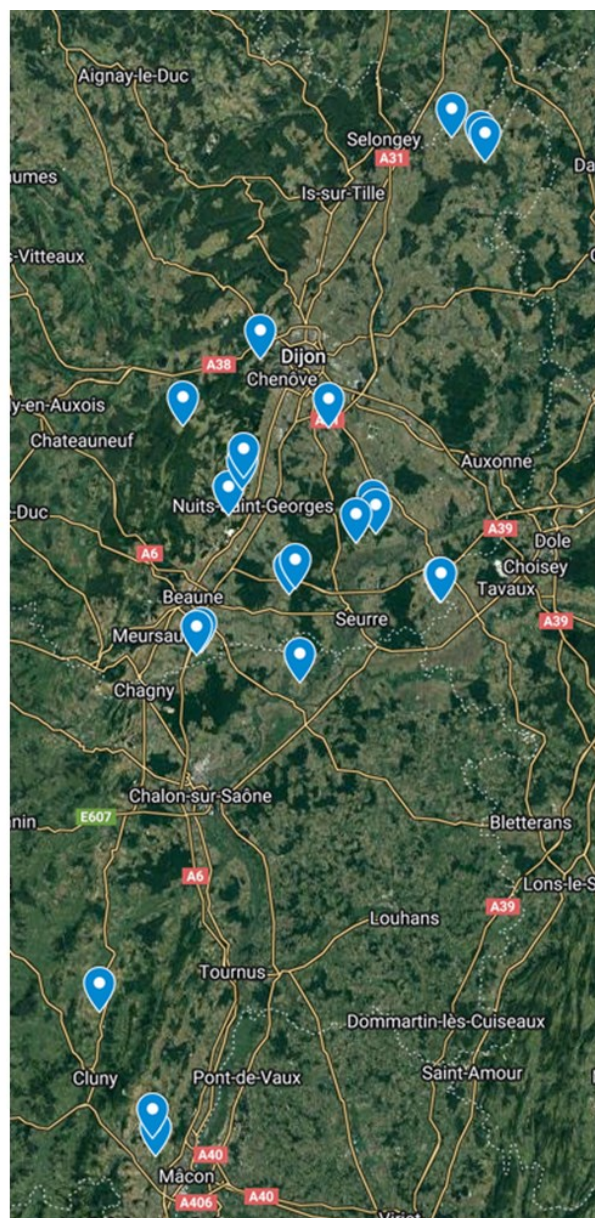 Aignay-le-Duc
Selongey
A31
Da
umes
Is-sur-Tille
s-Vitteaux
Dijon
A38
Chenôve
y-en-Auxois
Chateauneuf
Auxonne
Nuits-Saint-Georges
-Duc
A39
A6
Dole
Choisey
Beaune
Tavaux
Seurre
A39
Meursau
Chagny
Chalon-sur-Saône
E607
nin
Bletterans
A6
Lons-le-S
A39
Louhans
Tournus
Dommartin-lès-Cuiseaux
Cluny
Pont-de-Vaux
Saint-Amour
A40
Mâcon
A406
A40